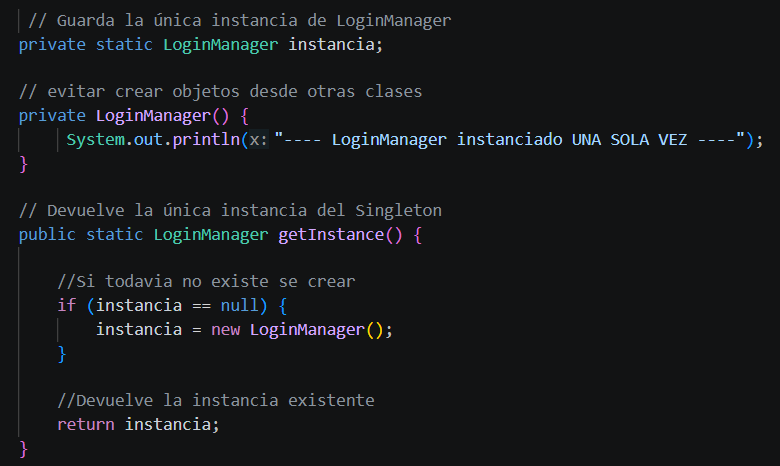 // Guarda la única instancia de LoginManager
private static LoginManager instancia;
// evitar crear objetos desde otras clases
private LoginManager() {
System.out.println(x: "---- LoginManager instanciado UNA SOLA VEZ ----");
}
// Devuelve la única instancia del Singleton
public static LoginManager getInstance() {
//Si todavia no existe se crear
if (instancia == null) {
instancia = new LoginManager();
}
//Devuelve la instancia existente
return instancia;
}